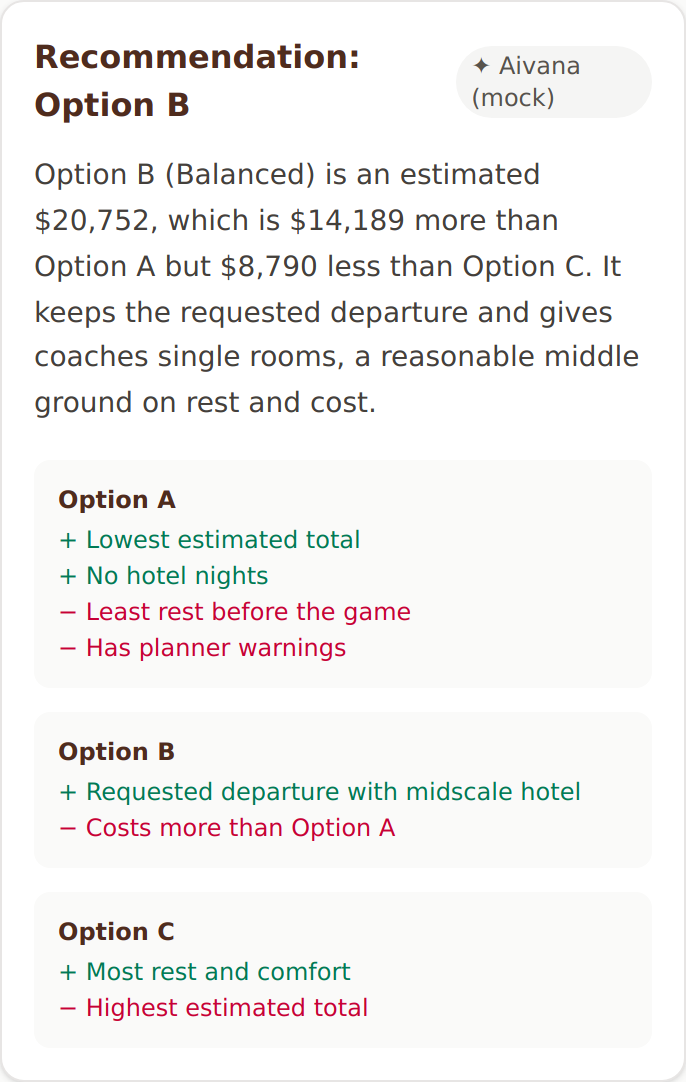 Recommendation:
Option B
✦ Aivana
(mock)
Option B (Balanced) is an estimated
$20,752, which is $14,189 more than
Option A but $8,790 less than Option C. It
keeps the requested departure and gives
coaches single rooms, a reasonable middle
ground on rest and cost.
Option A
+ Lowest estimated total
+ No hotel nights
− Least rest before the game
− Has planner warnings
Option B
+ Requested departure with midscale hotel
− Costs more than Option A
Option C
+ Most rest and comfort
− Highest estimated total